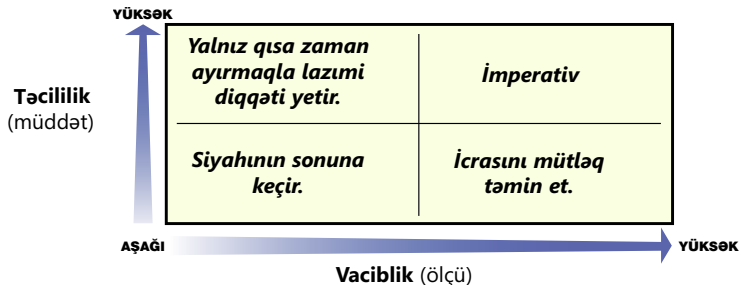 YÜKSƏK
Yalnız qısa zaman
ayırmaqla lazımi
diqqəti yetir.
İmperativ
Təcililik
(müddət)
Siyahının sonuna
keçir.
İcrasını mütləq
təmin et.
AŞAĞI
YÜKSƏK
Vaciblik (ölçü)